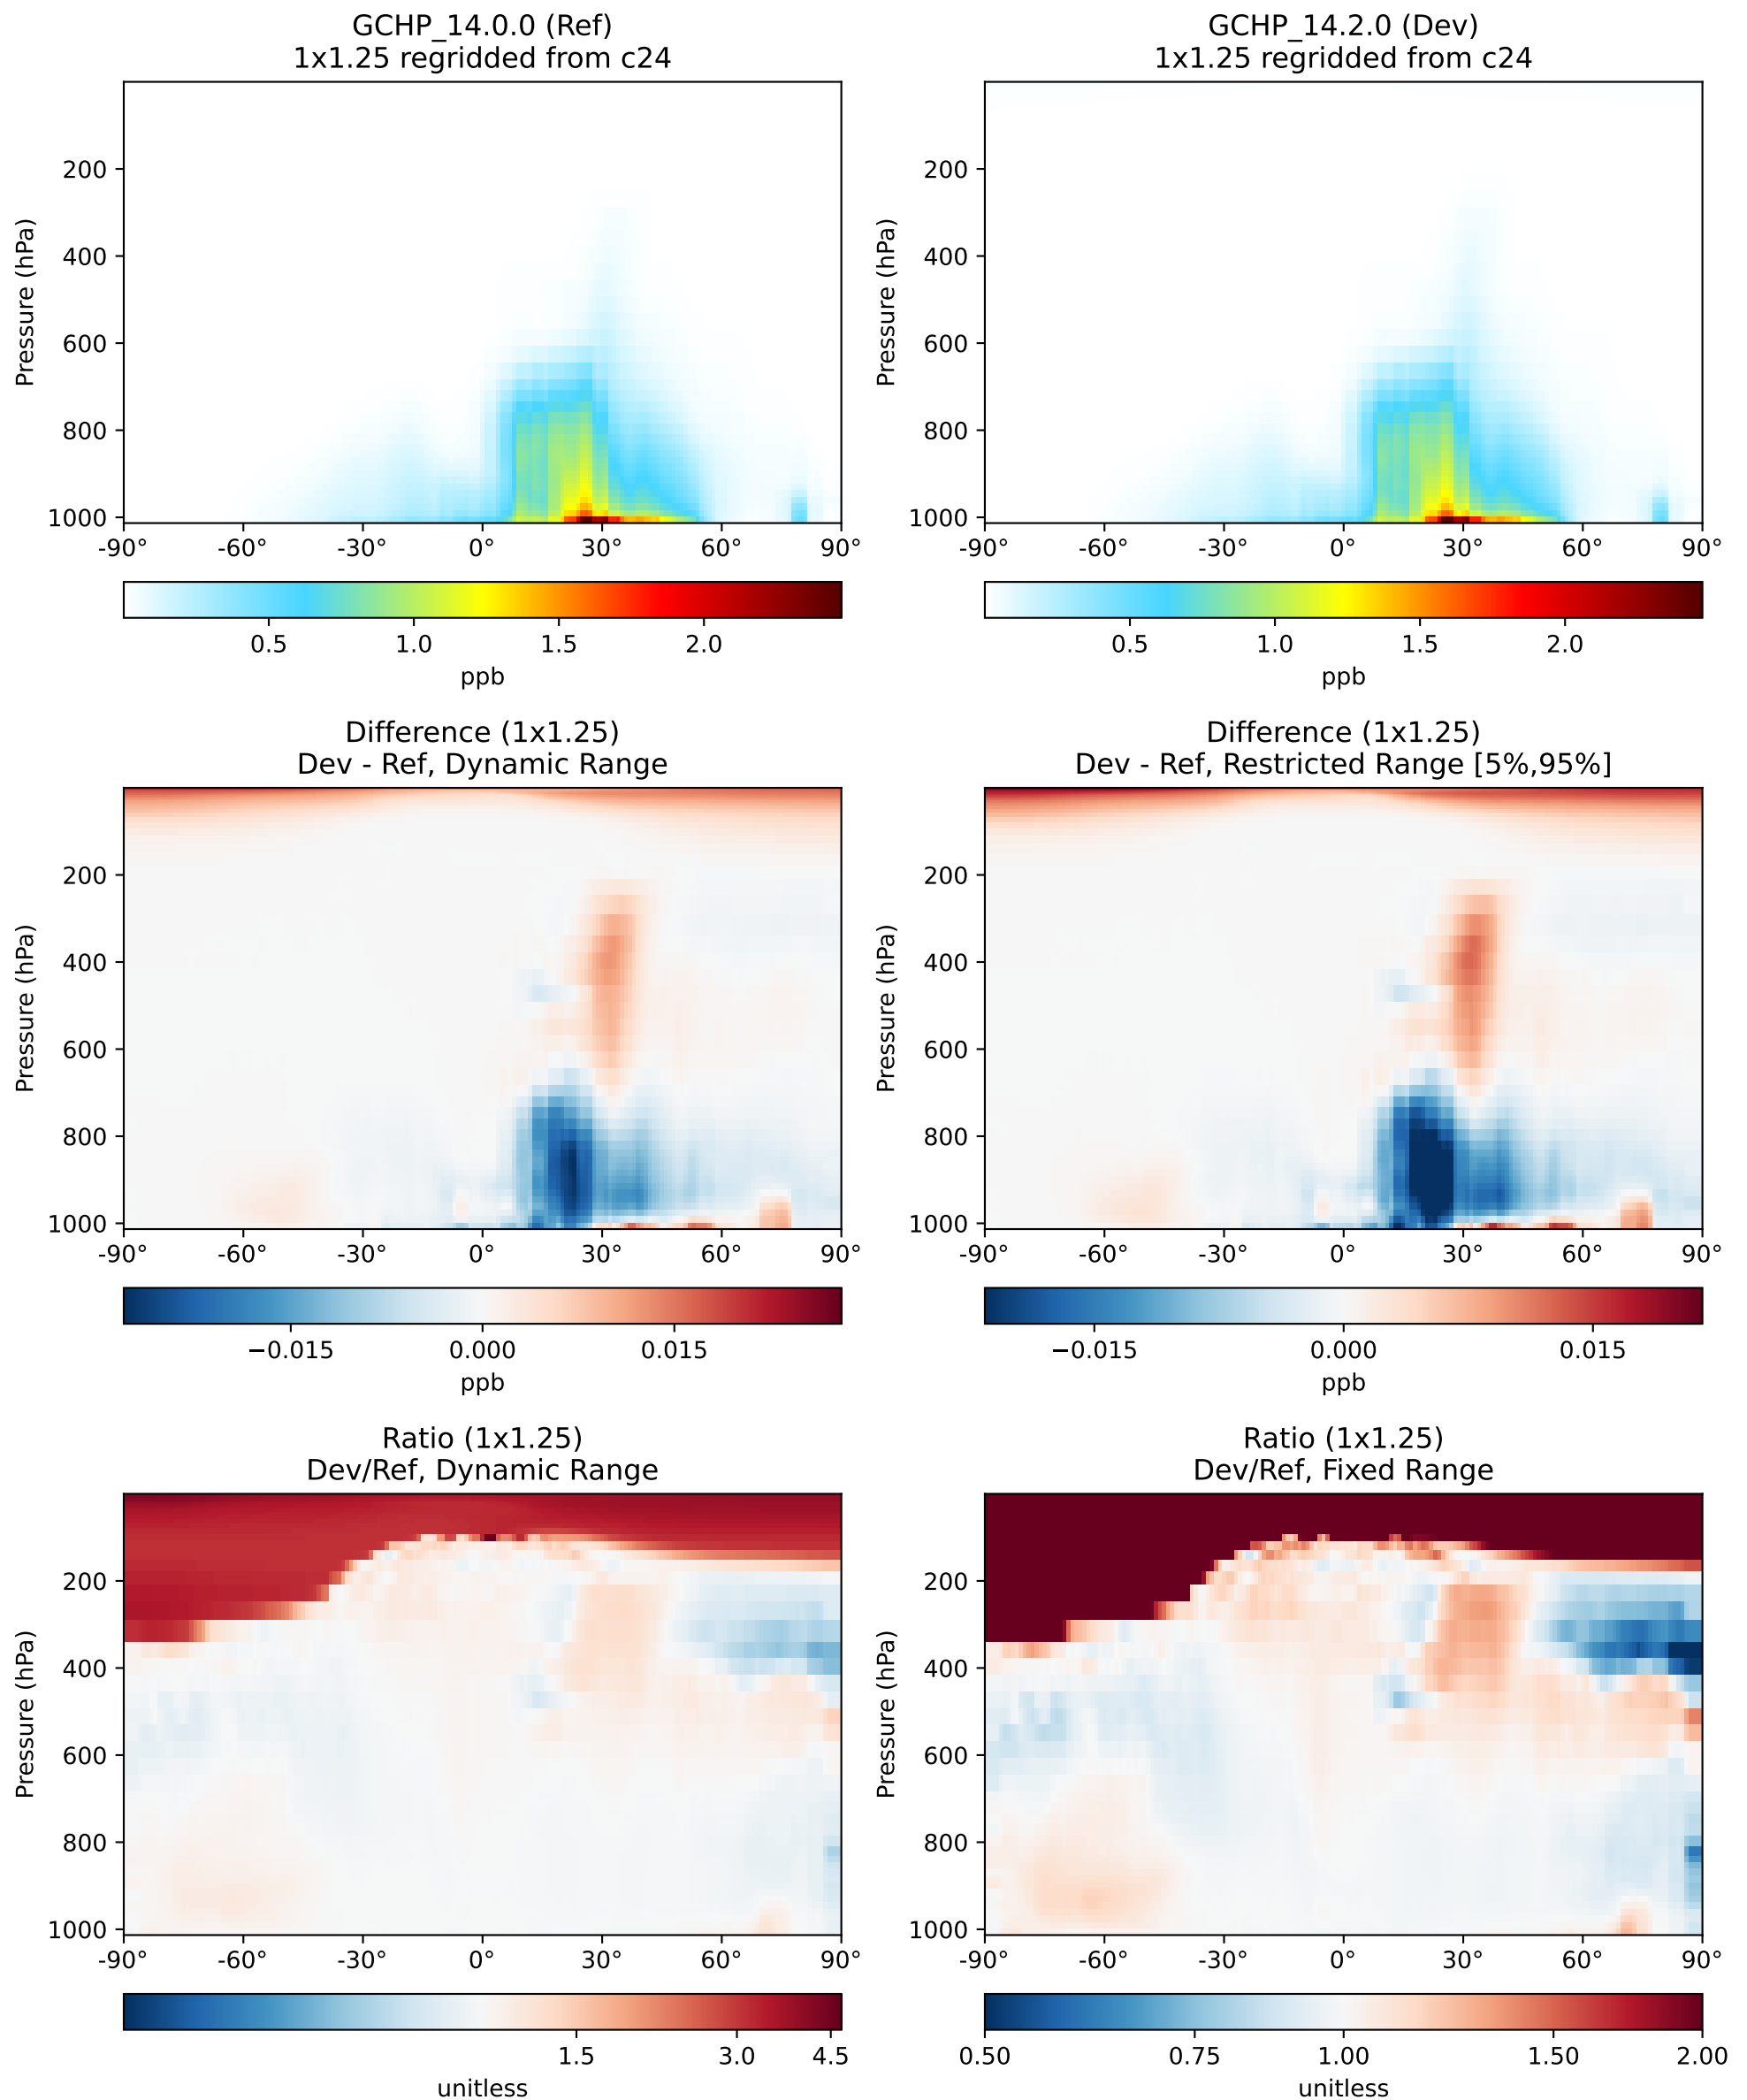 GCHP_14.0.0 (Ref)
1x1.25 regridded from c24
Pressure (hPa)
200
400
600
800
1000
-90° -60° -30° 0° 30° 60° 90°
0.5 1.0 1.5 2.0
ppb
GCHP_14.2.0 (Dev)
1x1.25 regridded from c24
Pressure (hPa)
200
400
600
800
1000
-90° -60° -30° 0° 30° 60° 90°
0.5 1.0 1.5 2.0
ppb
Difference (1x1.25)
Dev - Ref, Dynamic Range
Pressure (hPa)
200
400
600
800
1000
-90° -60° -30° 0° 30° 60° 90°
−0.015 0.000 0.015
ppb
Difference (1x1.25)
Dev - Ref, Restricted Range [5%,95%]
Pressure (hPa)
200
400
600
800
1000
-90° -60° -30° 0° 30° 60° 90°
−0.015 0.000 0.015
ppb
Ratio (1x1.25)
Dev/Ref, Dynamic Range
Pressure (hPa)
200
400
600
800
1000
-90° -60° -30° 0° 30° 60° 90°
1.5 3.0 4.5
unitless
Ratio (1x1.25)
Dev/Ref, Fixed Range
Pressure (hPa)
200
400
600
800
1000
-90° -60° -30° 0° 30° 60° 90°
0.50 0.75 1.00 1.50 2.00
unitless